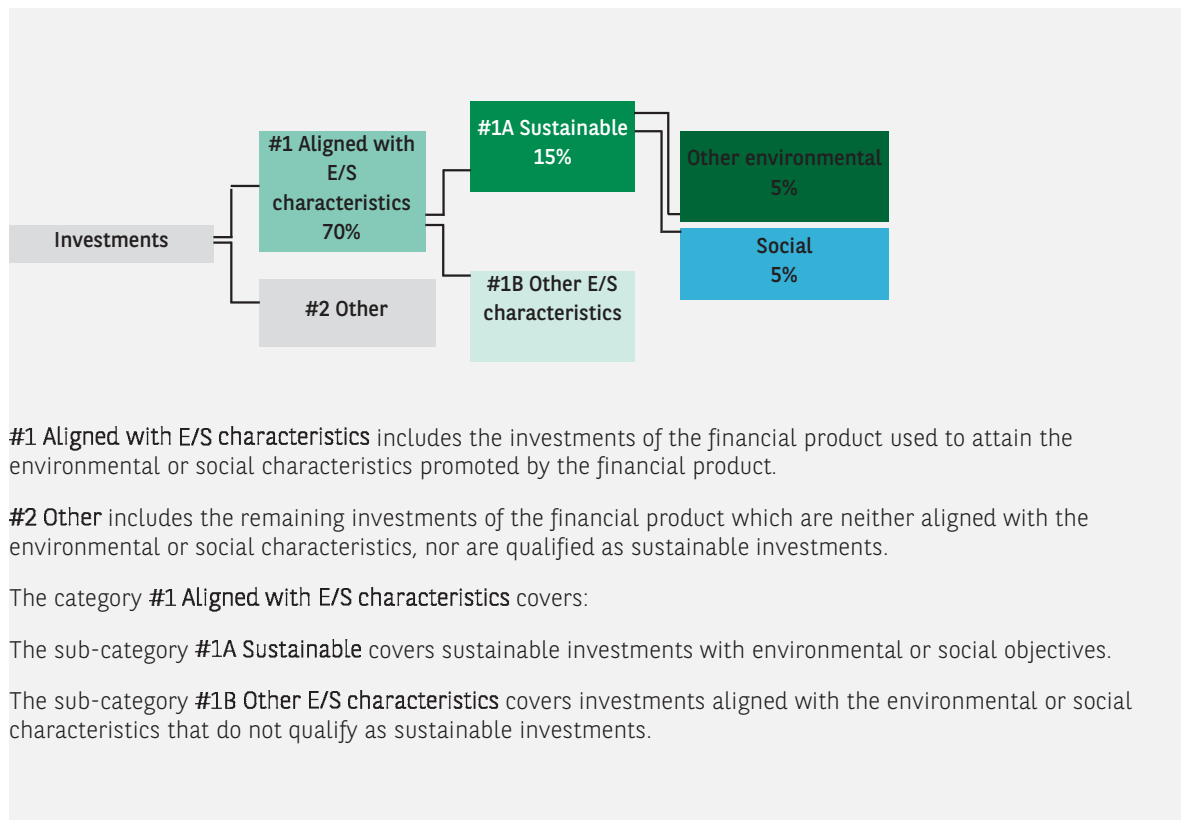 Investments
#1 Aligned with
E/S
characteristics
70%
#2 Other
#1A Sustainable
15%
#1B Other E/S
characteristics
Other environmental
5%
Social
5%
#1 Aligned with E/S characteristics includes the investments of the financial product used to attain the
environmental or social characteristics promoted by the financial product.
#2 Other includes the remaining investments of the financial product which are neither aligned with the
environmental or social characteristics, nor are qualified as sustainable investments.
The category #1 Aligned with E/S characteristics covers:
The sub-category #1A Sustainable covers sustainable investments with environmental or social objectives.
The sub-category #1B Other E/S characteristics covers investments aligned with the environmental or social
characteristics that do not qualify as sustainable investments.